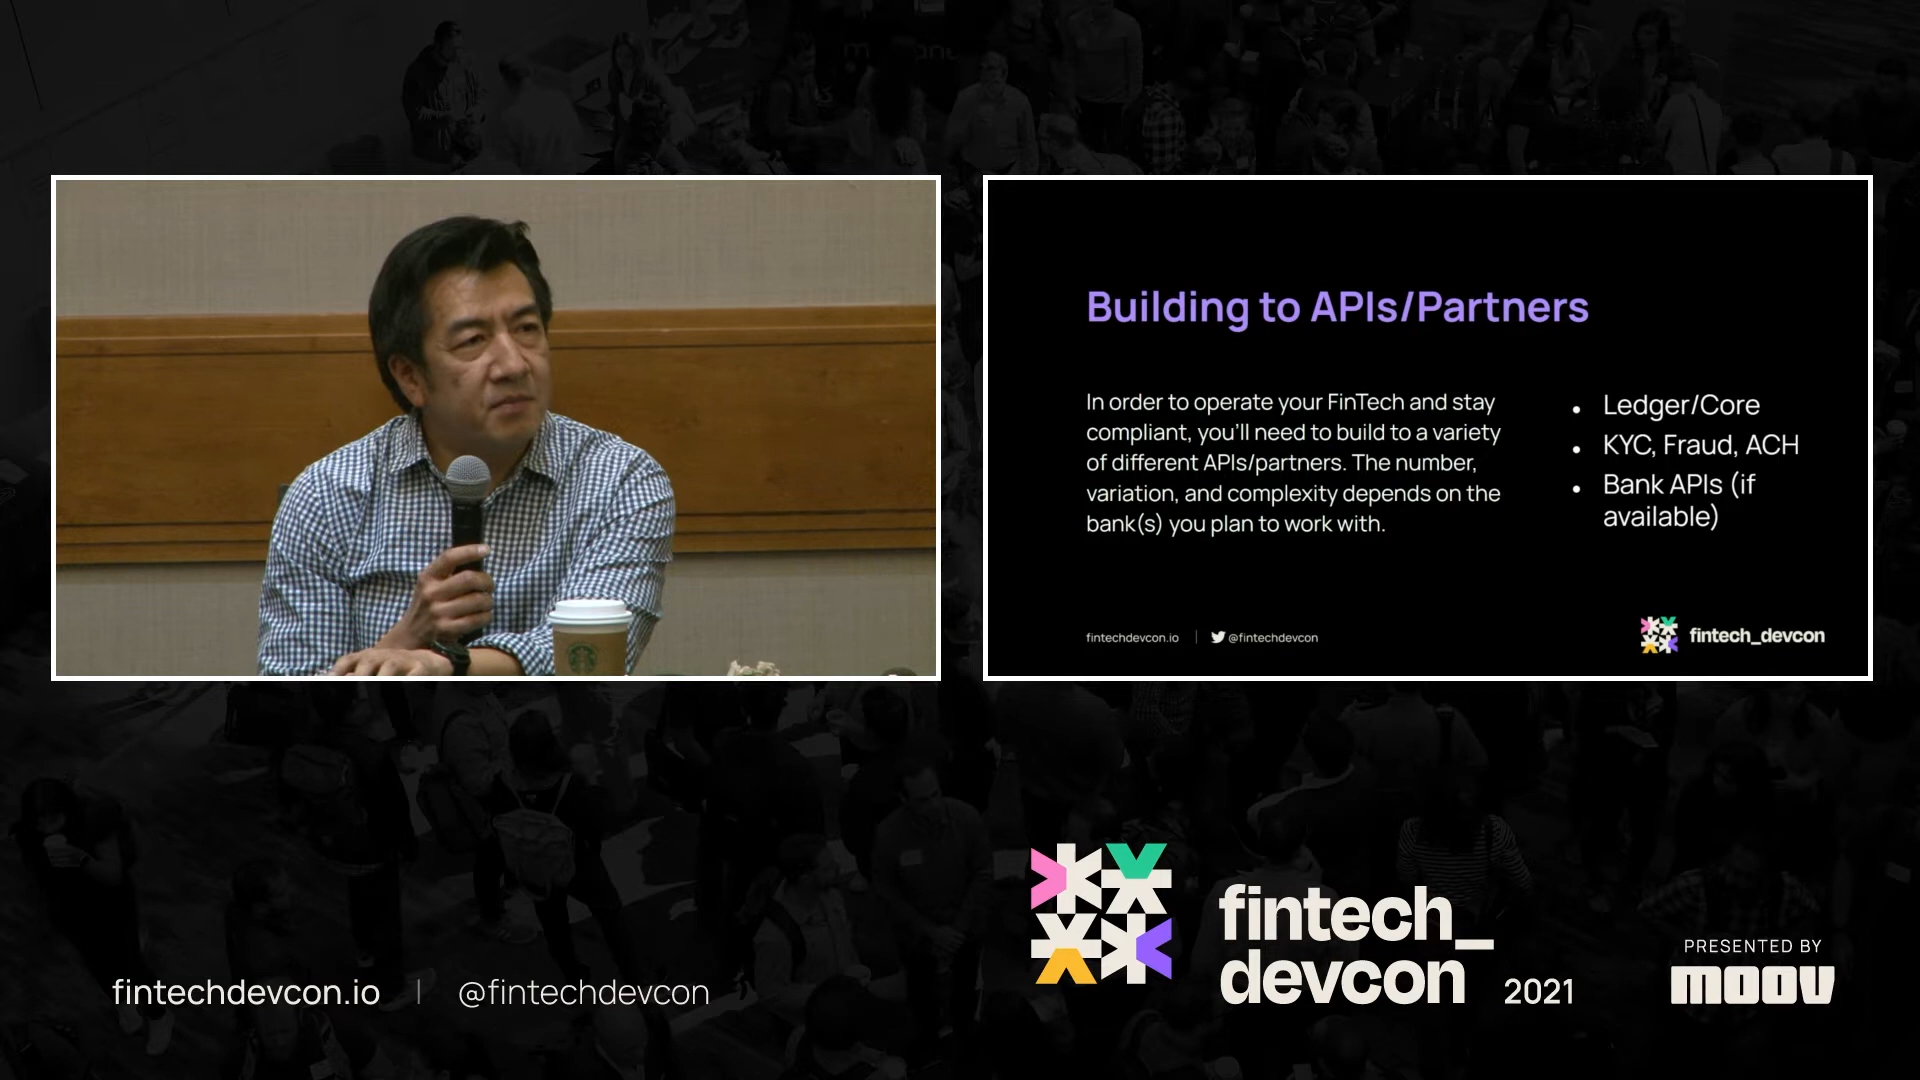 Building to APIs/Partners
In order to operate your FinTech and stay
compliant, you'll need to build to a variety
of different APIs/partners. The number,
variation, and complexity depends on the
bank(s) you plan to work with.
• Ledger/Core
• KYC, Fraud, ACH
• Bank APIs (if
available)
fintechdevcon.io | @fintechdevcon
fintech_devcon
fintechdevcon.io | @fintechdevcon
fintech_
devcon 2021
PRESENTED BY
moov